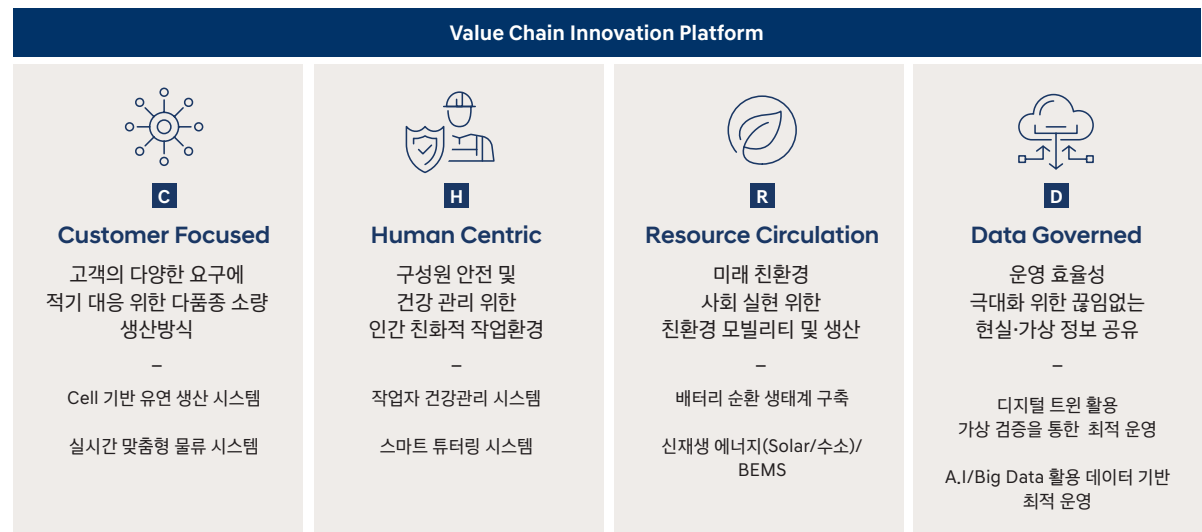 Value Chain Innovation Platform
C
Customer Focused
고객의 다양한 요구에
적기 대응 위한 다품종 소량
생산방식
–
Cell 기반 유연 생산 시스템
실시간 맞춤형 물류 시스템
H
Human Centric
구성원 안전 및
건강 관리 위한
인간 친화적 작업환경
–
작업자 건강관리 시스템
스마트 튜터링 시스템
R
Resource Circulation
미래 친환경
사회 실현 위한
친환경 모빌리티 및 생산
–
배터리 순환 생태계 구축
신재생 에너지(Solar/수소)/
BEMS
D
Data Governed
운영 효율성
극대화 위한 끊임없는
현실·가상 정보 공유
–
디지털 트윈 활용
가상 검증을 통한 최적 운영
A.I/Big Data 활용 데이터 기반
최적 운영